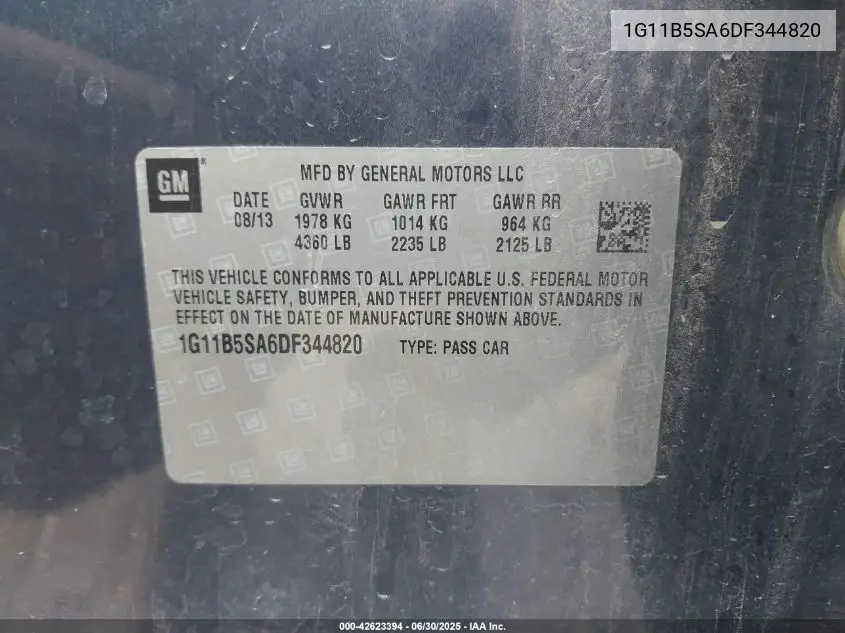 1G11B5SA6DF344820
GM ®
MFD BY GENERAL MOTORS LLC
DATE GVWR GAWR FRT GAWR RR
08/13 1978 KG 1014 KG 964 KG
4360 LB 2235 LB 2125 LB
THIS VEHICLE CONFORMS TO ALL APPLICABLE U.S. FEDERAL MOTOR
VEHICLE SAFETY, BUMPER, AND THEFT PREVENTION STANDARDS IN
EFFECT ON THE DATE OF MANUFACTURE SHOWN ABOVE.
1G11B5SA6DF344820 TYPE: PASS CAR
000-42623394 - 06/30/2025 - IAA Inc.